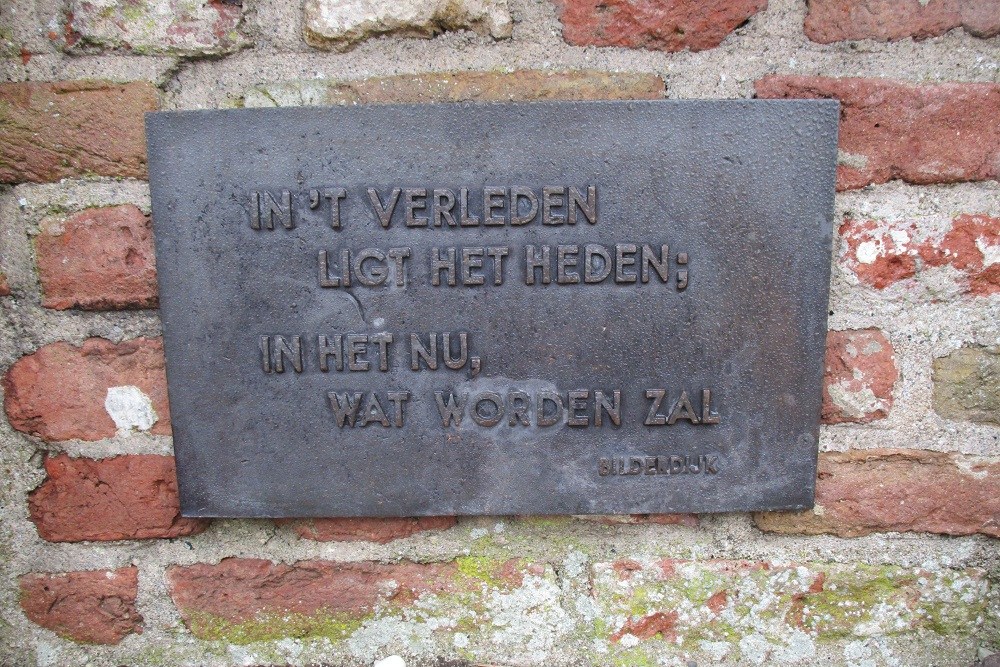 IN 'T VERLEDEN
LIGT HET HEDEN;
IN HET NU,
WAT WORDEN ZAL
BILDERDIJK